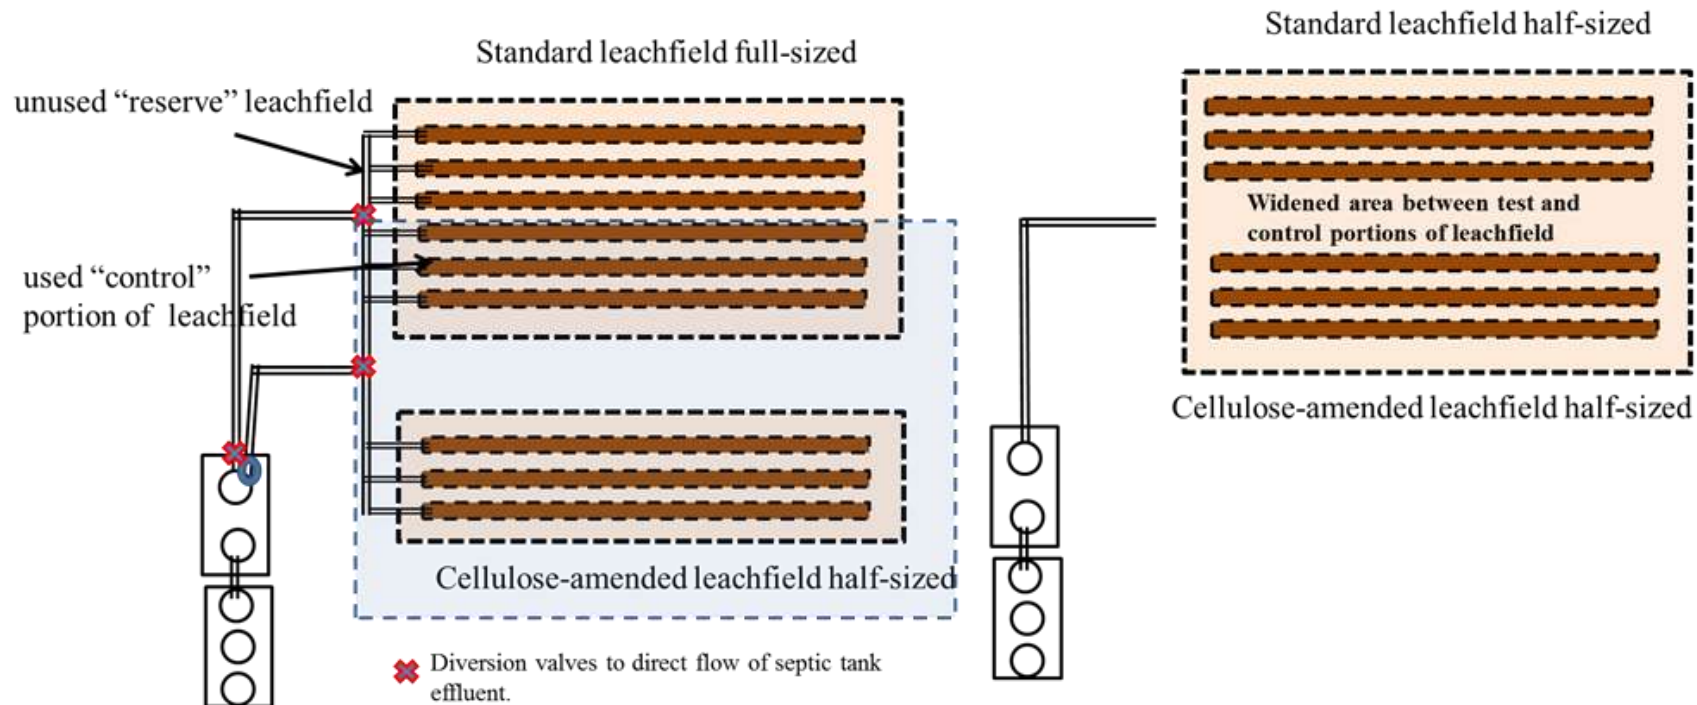 Standard leachfield full-sized
unused “reserve” leachfield
used “control”
portion of leachfield
Cellulose-amended leachfield half-sized
Diversion valves to direct flow of septic tank
effluent.
Standard leachfield half-sized
Widened area between test and
control portions of leachfield
Cellulose-amended leachfield half-sized